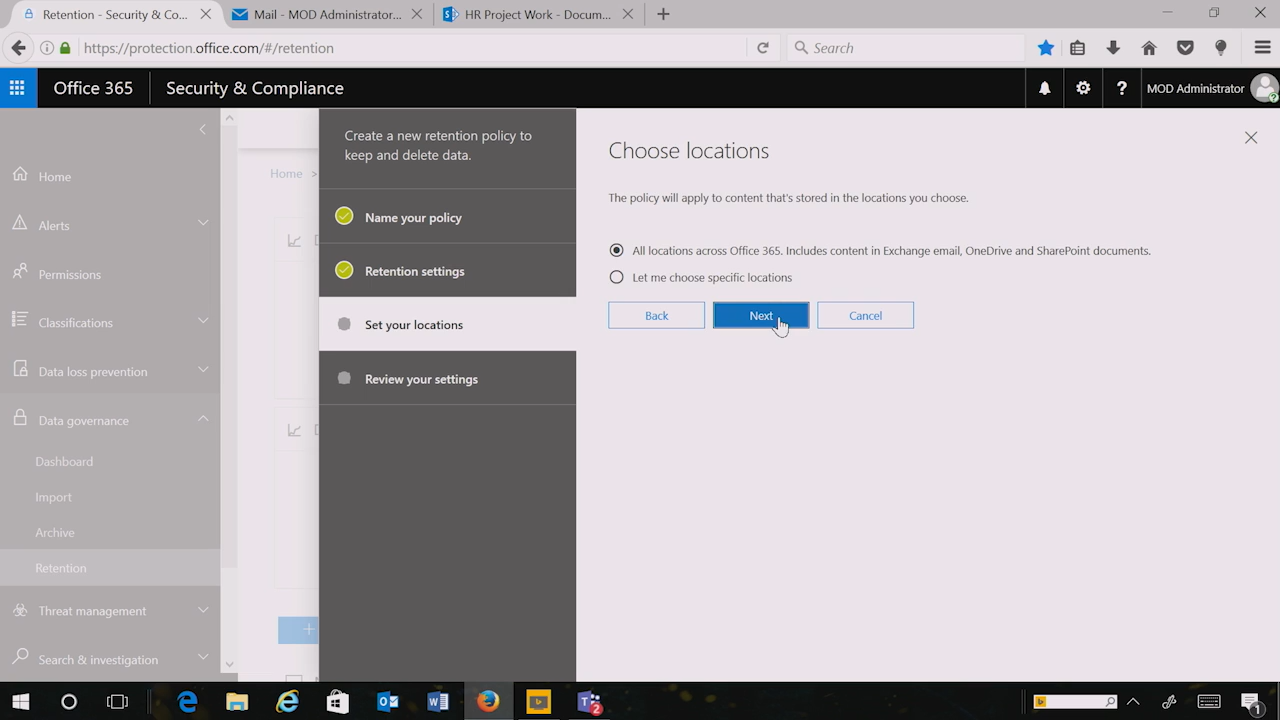 Retention - Security & Co...
Mail - MOD Administrator...
HR Project Work - Docum...
https://protection.office.com/#/retention
Search
Office 365
Security & Compliance
MOD Administrator
Home
Alerts
Permissions
Classifications
Data loss prevention
Data governance
Dashboard
Import
Archive
Retention
Threat management
Search & investigation
Home >
Create a new retention policy to
keep and delete data.
Name your policy
Retention settings
Set your locations
Review your settings
Choose locations
The policy will apply to content that's stored in the locations you choose.
All locations across Office 365. Includes content in Exchange email, OneDrive and SharePoint documents.
Let me choose specific locations
Back
Next
Cancel
2
1